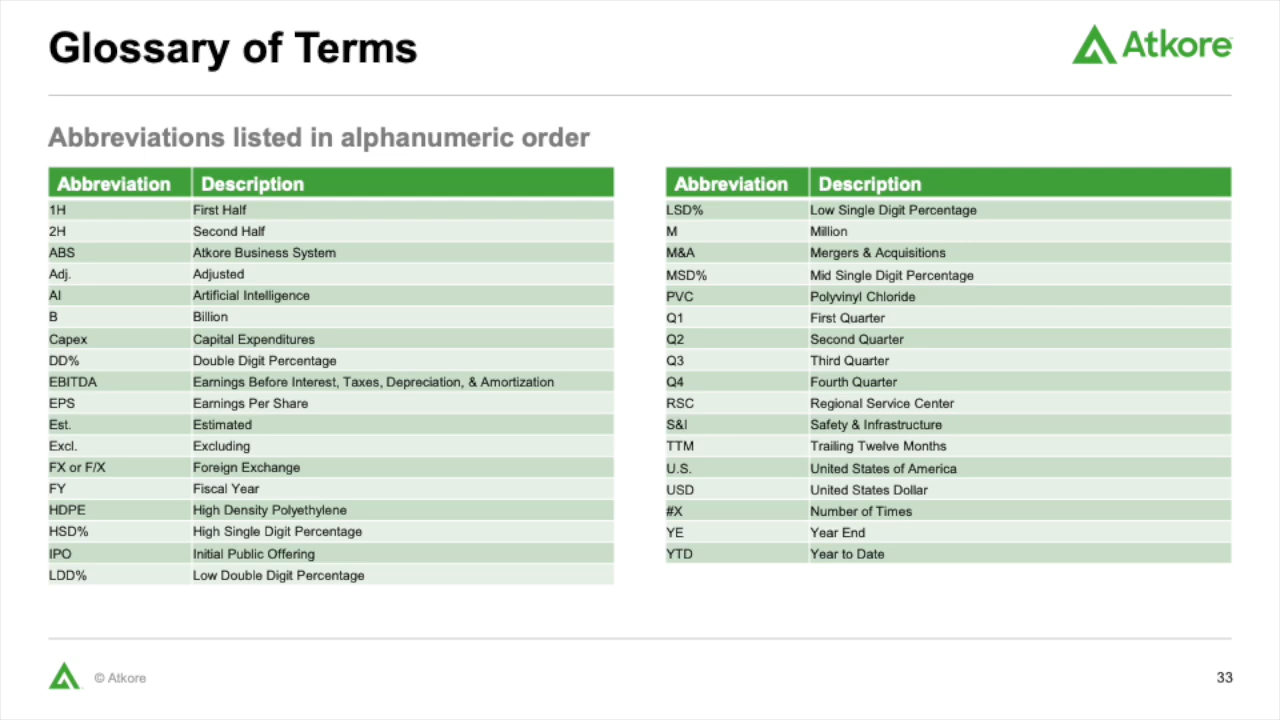 Glossary of Terms
Atkore
Abbreviations listed in alphanumeric order
Abbreviation Description
1H First Half
2H Second Half
ABS Atkore Business System
Adj. Adjusted
AI Artificial Intelligence
B Billion
Capex Capital Expenditures
DD% Double Digit Percentage
EBITDA Earnings Before Interest, Taxes, Depreciation, & Amortization
EPS Earnings Per Share
Est. Estimated
Excl. Excluding
FX or F/X Foreign Exchange
FY Fiscal Year
HDPE High Density Polyethylene
HSD% High Single Digit Percentage
IPO Initial Public Offering
LDD% Low Double Digit Percentage
Abbreviation Description
LSD% Low Single Digit Percentage
M Million
M&A Mergers & Acquisitions
MSD% Mid Single Digit Percentage
PVC Polyvinyl Chloride
Q1 First Quarter
Q2 Second Quarter
Q3 Third Quarter
Q4 Fourth Quarter
RSC Regional Service Center
S&I Safety & Infrastructure
TTM Trailing Twelve Months
U.S. United States of America
USD United States Dollar
#X Number of Times
YE Year End
YTD Year to Date
© Atkore
33